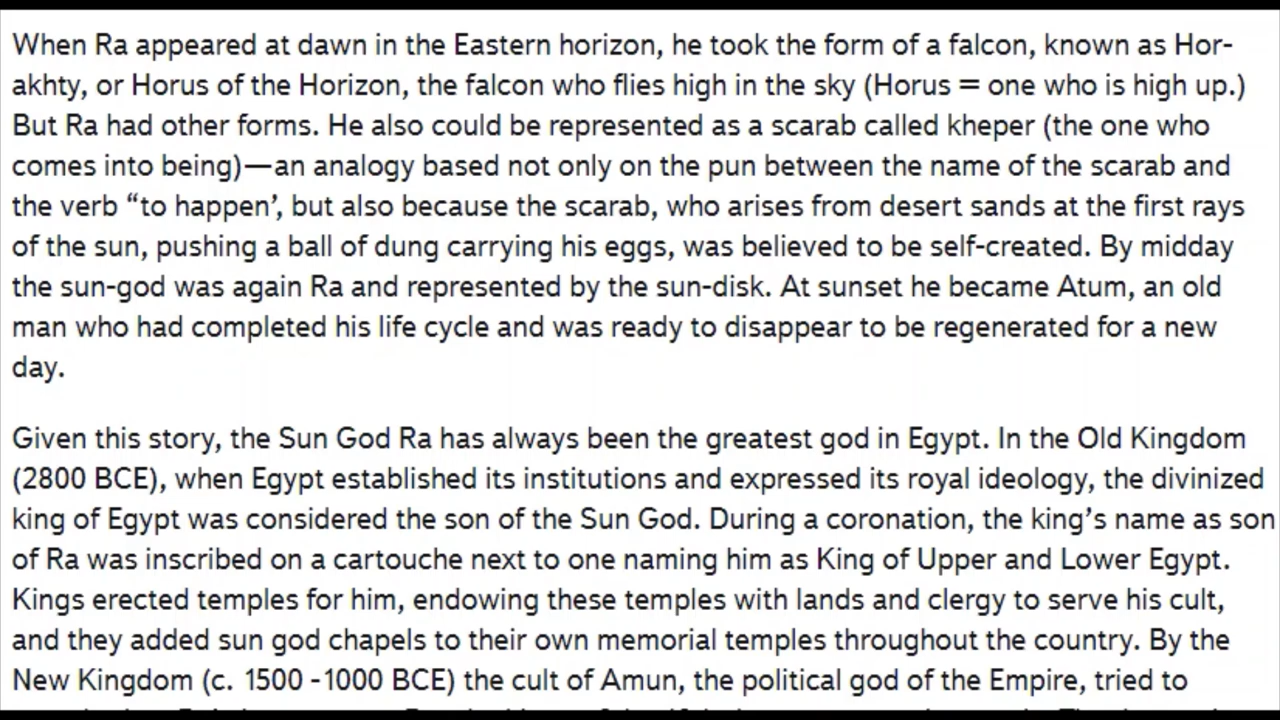 When Ra appeared at dawn in the Eastern horizon, he took the form of a falcon, known as Hor-
akhty, or Horus of the Horizon, the falcon who flies high in the sky (Horus = one who is high up.)
But Ra had other forms. He also could be represented as a scarab called kheper (the one who
comes into being)—an analogy based not only on the pun between the name of the scarab and
the verb “to happen’, but also because the scarab, who arises from desert sands at the first rays
of the sun, pushing a ball of dung carrying his eggs, was believed to be self-created. By midday
the sun-god was again Ra and represented by the sun-disk. At sunset he became Atum, an old
man who had completed his life cycle and was ready to disappear to be regenerated for a new
day.
Given this story, the Sun God Ra has always been the greatest god in Egypt. In the Old Kingdom
(2800 BCE), when Egypt established its institutions and expressed its royal ideology, the divinized
king of Egypt was considered the son of the Sun God. During a coronation, the king’s name as son
of Ra was inscribed on a cartouche next to one naming him as King of Upper and Lower Egypt.
Kings erected temples for him, endowing these temples with lands and clergy to serve his cult,
and they added sun god chapels to their own memorial temples throughout the country. By the
New Kingdom (c. 1500 -1000 BCE) the cult of Amun, the political god of the Empire, tried to